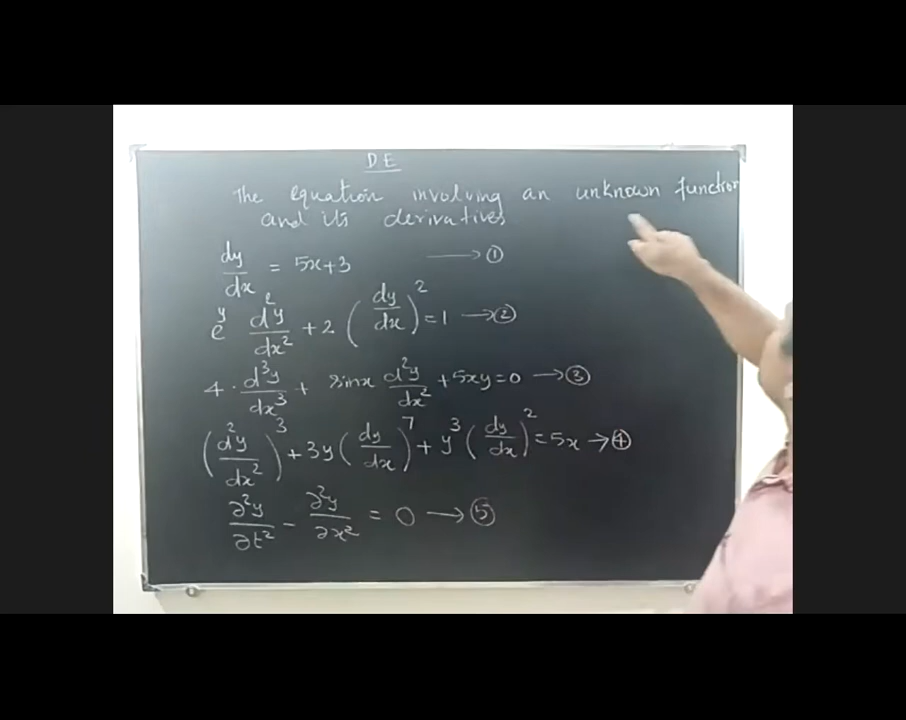 DE
The equation involving an unknown function
and its derivatives
dy/dx = 5x+3 ⟶ ①
e^y d²y/dx² + 2 (dy/dx)² = 1 ⟶ ②
4 · d³y/dx³ + sinx d²y/dx² + 5xy = 0 ⟶ ③
(d²y/dx²)³ + 3y (dy/dx)⁷ + y³ (dy/dx)² = 5x → ④
∂²y/∂t² − ∂²y/∂x² = 0 ⟶ ⑤